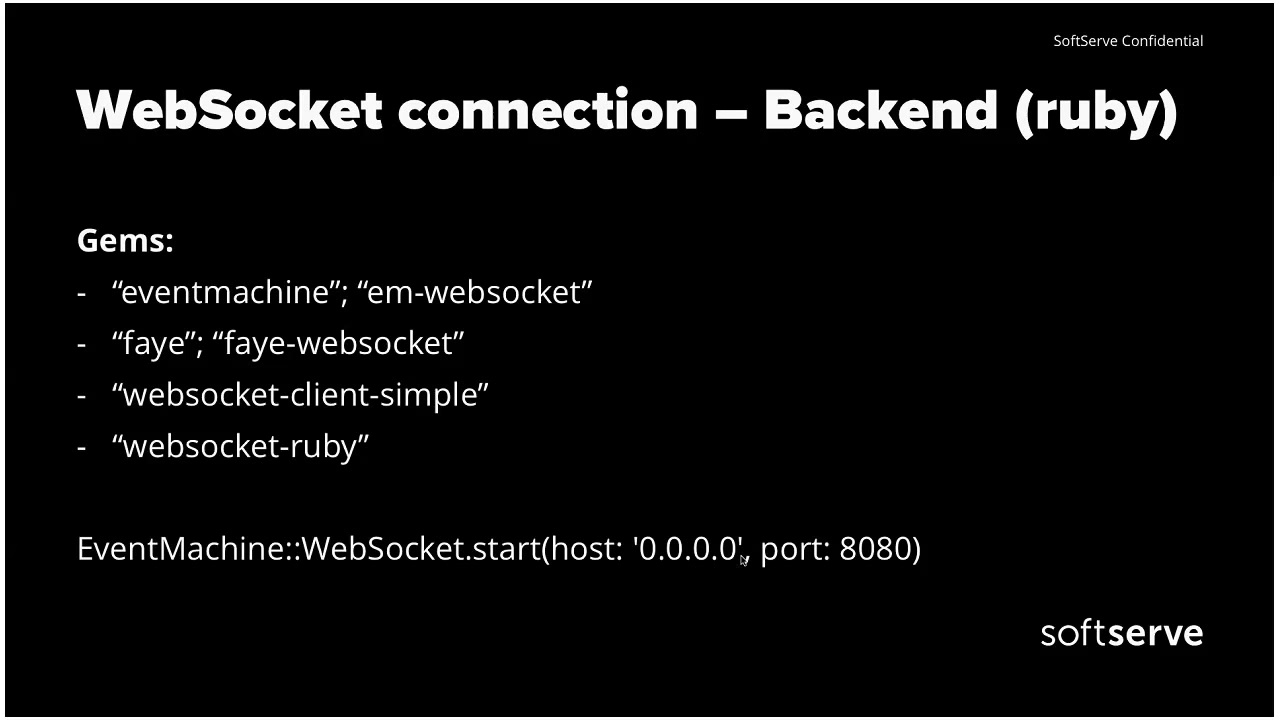 SoftServe Confidential
WebSocket connection – Backend (ruby)
Gems:
- “eventmachine”; “em-websocket”
- “faye”; “faye-websocket”
- “websocket-client-simple”
- “websocket-ruby”
EventMachine::WebSocket.start(host: '0.0.0.0', port: 8080)
softserve